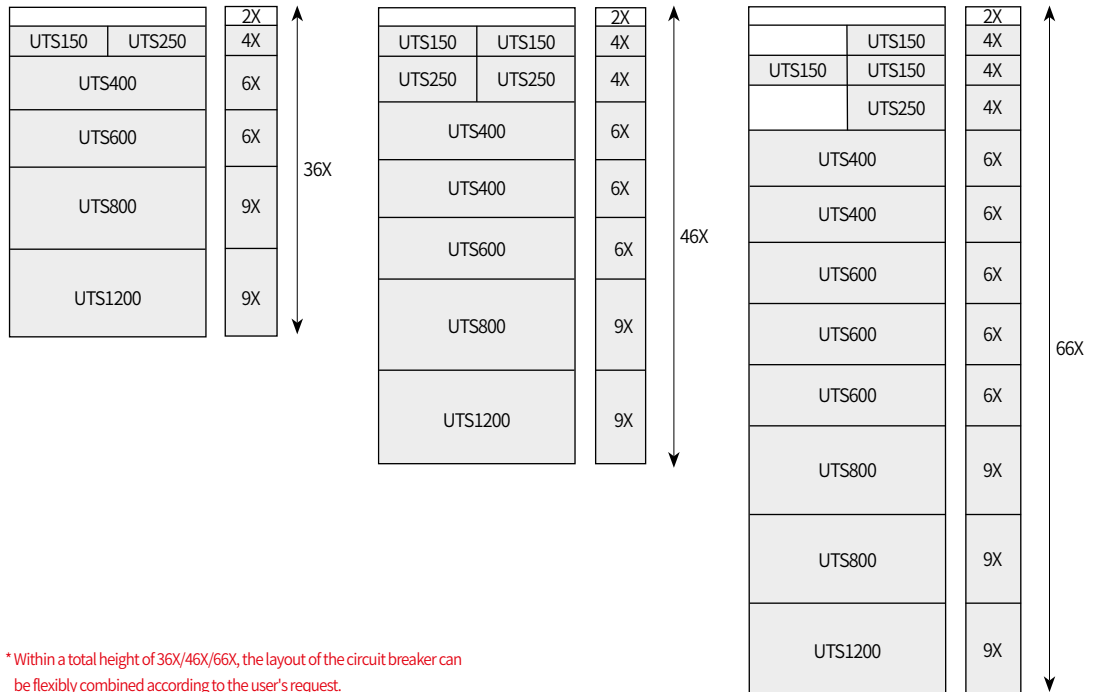 2X
UTS150 UTS250 4X
UTS400 6X
UTS600 6X
UTS800 9X
UTS1200 9X
36X
2X
UTS150 UTS150 4X
UTS250 UTS250 4X
UTS400 6X
UTS400 6X
UTS600 6X
UTS800 9X
UTS1200 9X
46X
2X
UTS150 4X
UTS150 UTS150 4X
UTS250 4X
UTS400 6X
UTS400 6X
UTS600 6X
UTS600 6X
UTS600 6X
UTS800 9X
UTS800 9X
UTS1200 9X
66X
* Within a total height of 36X/46X/66X, the layout of the circuit breaker can
be flexibly combined according to the user's request.